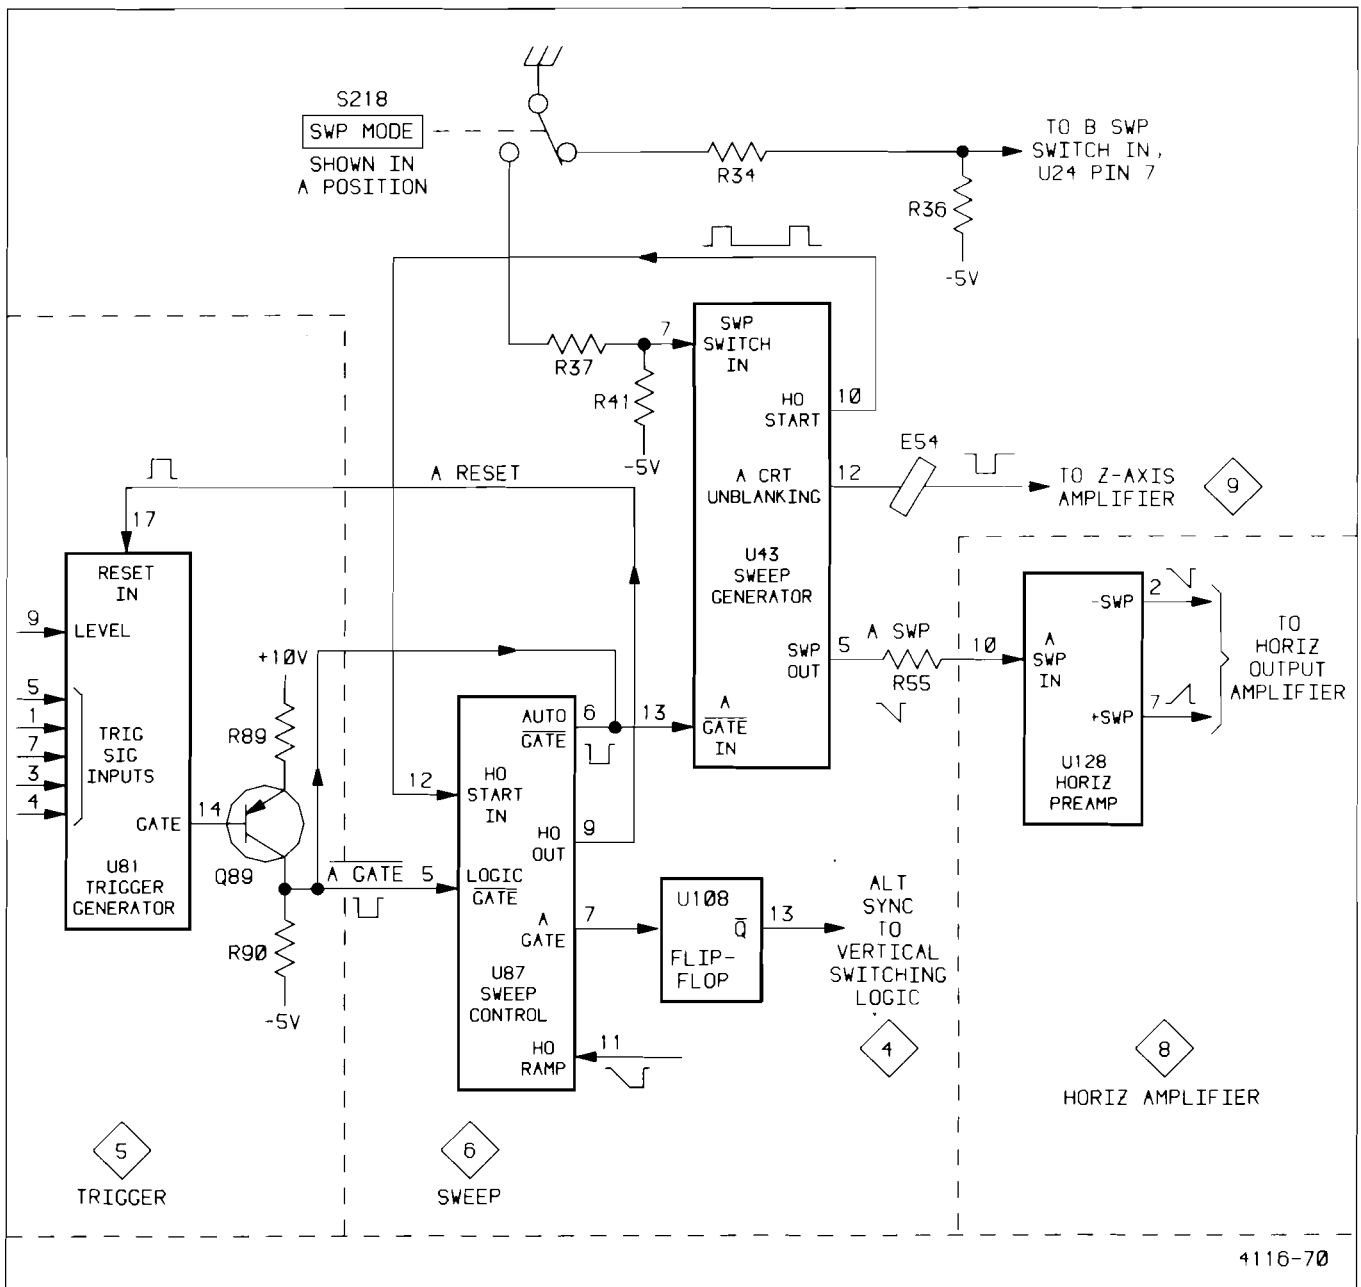 S218
SWP MODE
SHOWN IN
A POSITION
R34
TO B SWP
SWITCH IN,
U24 PIN 7
R36
-5V
7
R37
R41
-5V
SWP
SWITCH
IN
HO
START
10
A CRT
UNBLANKING
12
E54
TO Z-AXIS
AMPLIFIER
9
U43
SWEEP
GENERATOR
SWP
OUT
5
A SWP
R55
10
A
GATE
IN
13
A RESET
17
RESET
IN
9
LEVEL
5
1
7
3
4
TRIG
SIG
INPUTS
GATE
14
U81
TRIGGER
GENERATOR
+10V
R89
Q89
R90
-5V
A GATE
5
12
AUTO
GATE
6
HO
START
IN
HO
OUT
9
LOGIC
GATE
A
GATE
7
U87
SWEEP
CONTROL
HO
RAMP
11
U108
Q
FLIP-
FLOP
13
ALT
SYNC
TO
VERTICAL
SWITCHING
LOGIC
4
A
SWP
IN
-SWP
2
+SWP
7
U128
HORIZ
PREAMP
TO
HORIZ
OUTPUT
AMPLIFIER
8
HORIZ AMPLIFIER
5
TRIGGER
6
SWEEP
4116-70